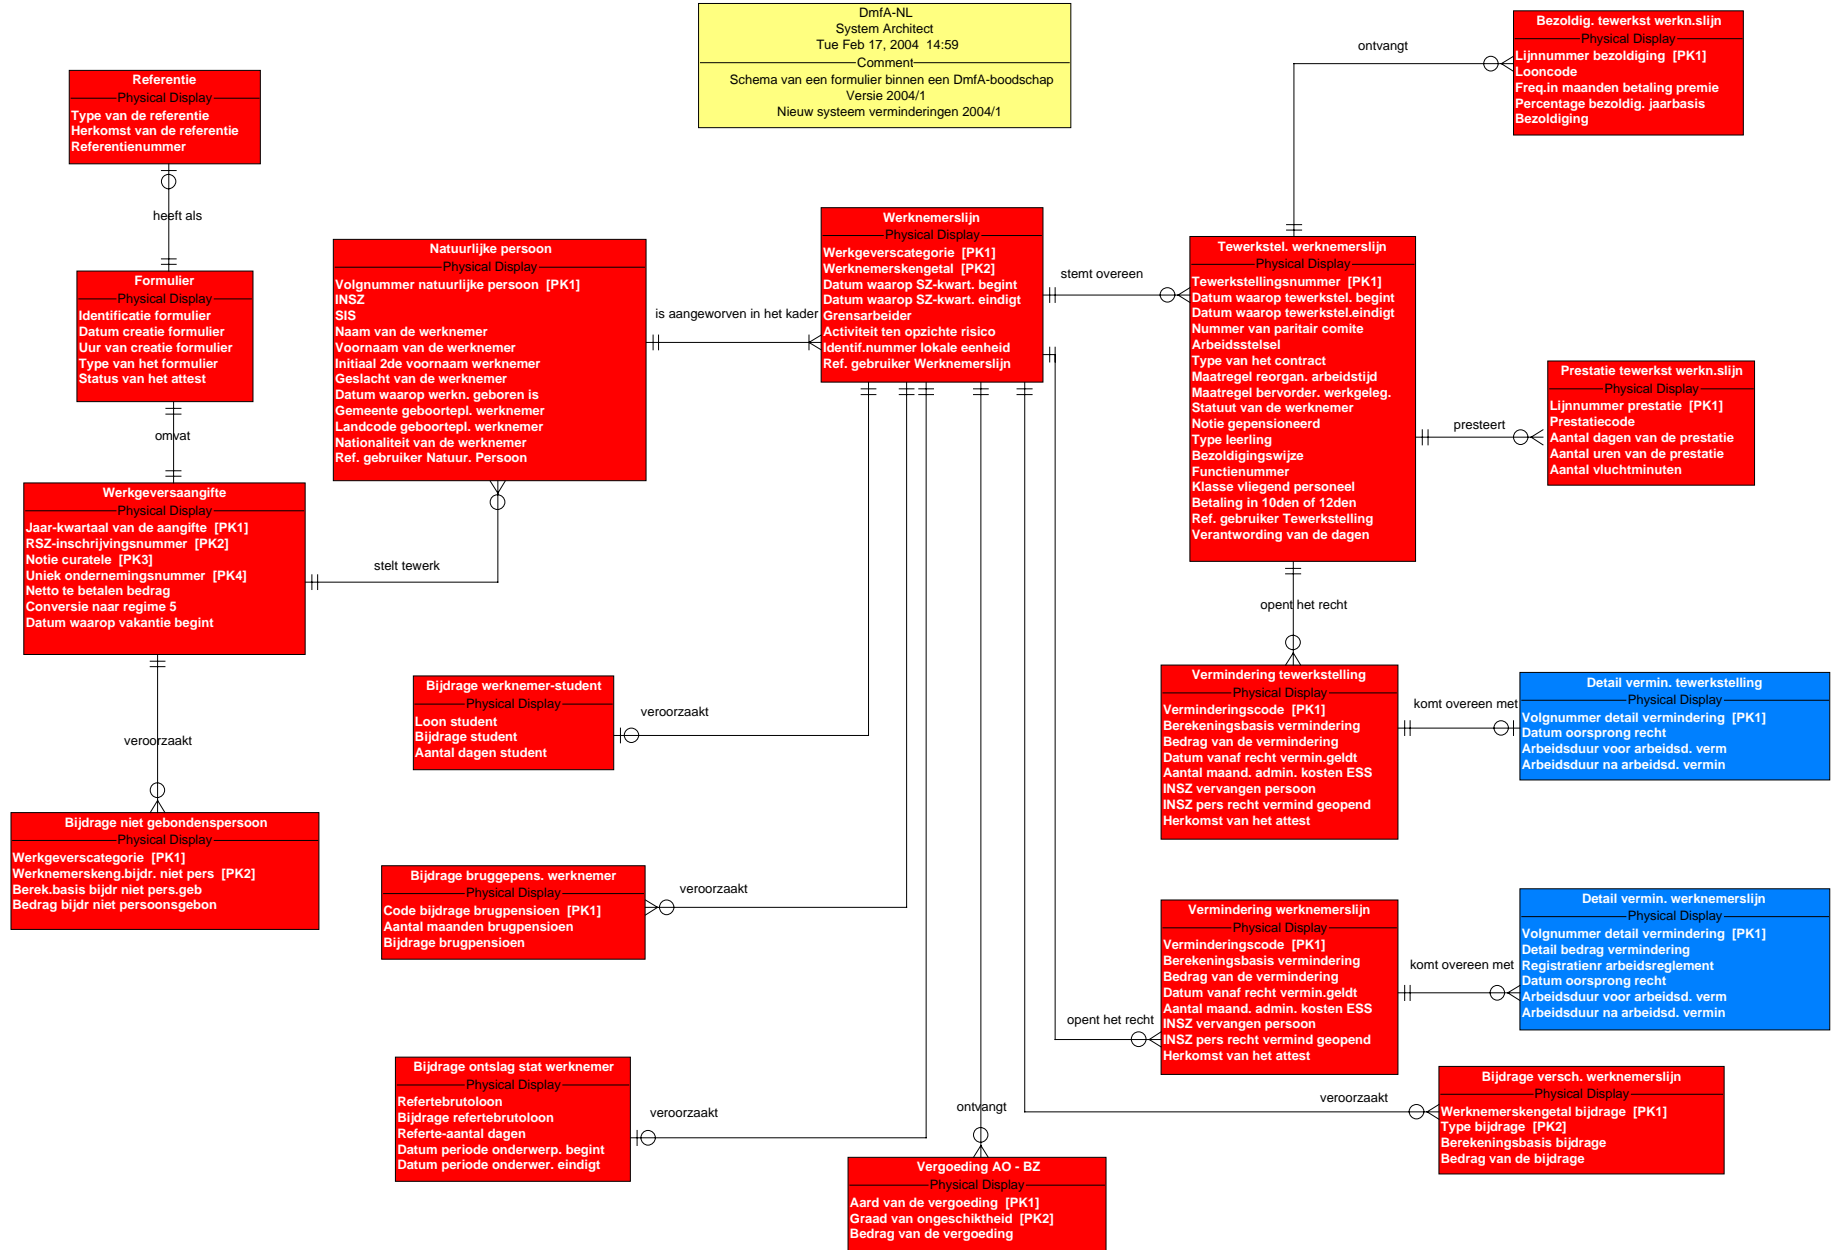 DmfA-NL
System Architect
Tue Feb 17, 2004  14:59
Comment
Schema van een formulier binnen een DmfA-boodschap
Versie 2004/1
Nieuw systeem verminderingen 2004/1
Bezoldig. tewerkst werkn.slijn
Physical Display
Lijnnummer bezoldiging  [PK1]
Looncode
Freq.in maanden betaling premie
Percentage bezoldig. jaarbasis
Bezoldiging
ontvangt
Referentie
Physical Display
Type van de referentie
Herkomst van de referentie
Referentienummer
heeft als
Formulier
Physical Display
Identificatie formulier
Datum creatie formulier
Uur van creatie formulier
Type van het formulier
Status van het attest
omvat
Werkgeversaangifte
Physical Display
Jaar-kwartaal van de aangifte  [PK1]
RSZ-inschrijvingsnummer  [PK2]
Notie curatele  [PK3]
Uniek ondernemingsnummer  [PK4]
Netto te betalen bedrag
Conversie naar regime 5
Datum waarop vakantie begint
stelt tewerk
veroorzaakt
Bijdrage niet gebondenspersoon
Physical Display
Werkgeverscategorie  [PK1]
Werknemerskeng.bijdr. niet pers  [PK2]
Berek.basis bijdr niet pers.geb
Bedrag bijdr niet persoonsgebon
Natuurlijke persoon
Physical Display
Volgnummer natuurlijke persoon  [PK1]
INSZ
SIS
Naam van de werknemer
Voornaam van de werknemer
Initiaal 2de voornaam werknemer
Geslacht van de werknemer
Datum waarop werkn. geboren is
Gemeente geboortepl. werknemer
Landcode geboortepl. werknemer
Nationaliteit van de werknemer
Ref. gebruiker Natuur. Persoon
is aangeworven in het kader
Werknemerslijn
Physical Display
Werkgeverscategorie  [PK1]
Werknemerskengetal  [PK2]
Datum waarop SZ-kwart. begint
Datum waarop SZ-kwart. eindigt
Grensarbeider
Activiteit ten opzichte risico
Identif.nummer lokale eenheid
Ref. gebruiker Werknemerslijn
stemt overeen
Tewerkstel. werknemerslijn
Physical Display
Tewerkstellingsnummer  [PK1]
Datum waarop tewerkstel. begint
Datum waarop tewerkstel.eindigt
Nummer van paritair comite
Arbeidsstelsel
Type van het contract
Maatregel reorgan. arbeidstijd
Maatregel bervorder. werkgeleg.
Statuut van de werknemer
Notie gepensioneerd
Type leerling
Bezoldigingswijze
Functienummer
Klasse vliegend personeel
Betaling in 10den of 12den
Ref. gebruiker Tewerkstelling
Verantwording van de dagen
presteert
Prestatie tewerkst werkn.slijn
Physical Display
Lijnnummer prestatie  [PK1]
Prestatiecode
Aantal dagen van de prestatie
Aantal uren van de prestatie
Aantal vluchtminuten
opent het recht
Vermindering tewerkstelling
Physical Display
Verminderingscode  [PK1]
Berekeningsbasis vermindering
Bedrag van de vermindering
Datum vanaf recht vermin.geldt
Aantal maand. admin. kosten ESS
INSZ vervangen persoon
INSZ pers recht vermind geopend
Herkomst van het attest
komt overeen met
Detail vermin. tewerkstelling
Physical Display
Volgnummer detail vermindering  [PK1]
Datum oorsprong recht
Arbeidsduur voor arbeidsd. verm
Arbeidsduur na arbeidsd. vermin
Bijdrage werknemer-student
Physical Display
Loon student
Bijdrage student
Aantal dagen student
veroorzaakt
Bijdrage bruggepens. werknemer
Physical Display
Code bijdrage brugpensioen  [PK1]
Aantal maanden brugpensioen
Bijdrage brugpensioen
veroorzaakt
Vermindering werknemerslijn
Physical Display
Verminderingscode  [PK1]
Berekeningsbasis vermindering
Bedrag van de vermindering
Datum vanaf recht vermin.geldt
Aantal maand. admin. kosten ESS
INSZ vervangen persoon
INSZ pers recht vermind geopend
Herkomst van het attest
opent het recht
komt overeen met
Detail vermin. werknemerslijn
Physical Display
Volgnummer detail vermindering  [PK1]
Detail bedrag vermindering
Registratienr arbeidsreglement
Datum oorsprong recht
Arbeidsduur voor arbeidsd. verm
Arbeidsduur na arbeidsd. vermin
Bijdrage ontslag stat werknemer
Physical Display
Refertebrutoloon
Bijdrage refertebrutoloon
Referte-aantal dagen
Datum periode onderwerp. begint
Datum periode onderwer. eindigt
veroorzaakt
ontvangt
Vergoeding AO - BZ
Physical Display
Aard van de vergoeding  [PK1]
Graad van ongeschiktheid  [PK2]
Bedrag van de vergoeding
veroorzaakt
Bijdrage versch. werknemerslijn
Physical Display
Werknemerskengetal bijdrage  [PK1]
Type bijdrage  [PK2]
Berekeningsbasis bijdrage
Bedrag van de bijdrage